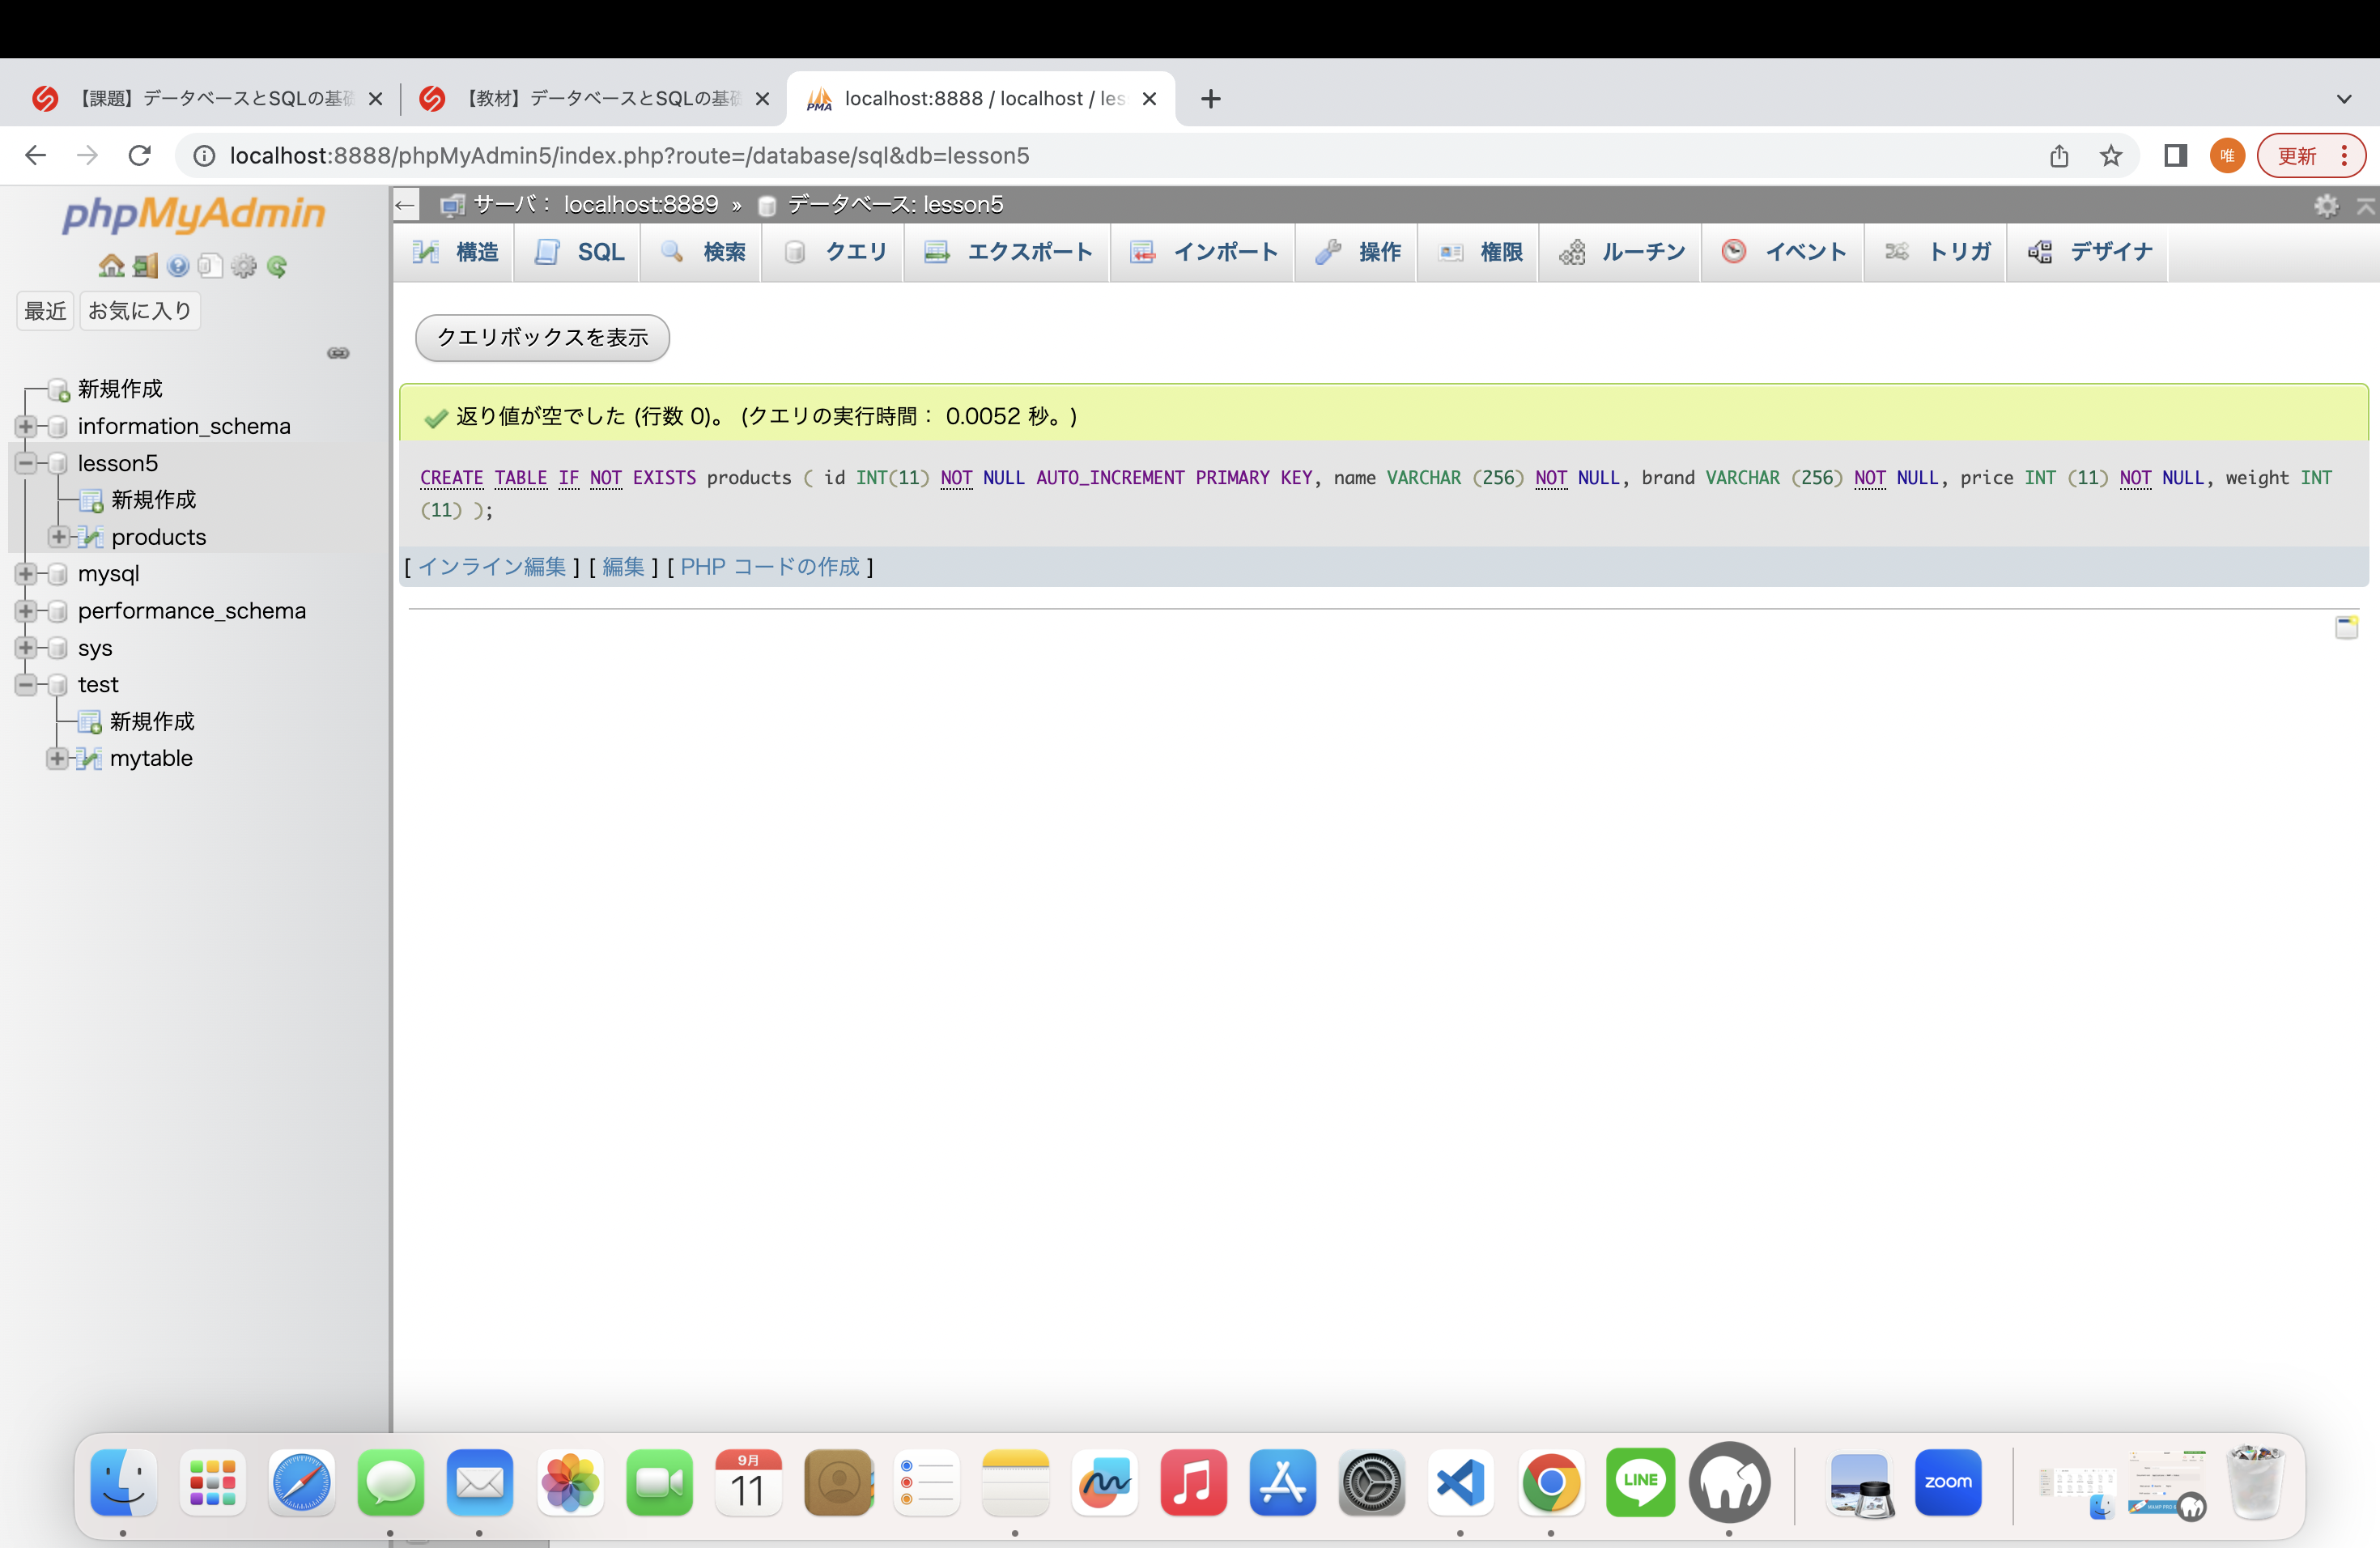 【課題】データベースとSQLの基礎
【教材】データベースとSQLの基礎
PMA
localhost:8888 / localhost / les
localhost:8888/phpMyAdmin5/index.php?route=/database/sql&db=lesson5
唯
更新
phpMyAdmin
最近
お気に入り
新規作成
information_schema
lesson5
新規作成
products
mysql
performance_schema
sys
test
新規作成
mytable
サーバ： localhost:8889 » データベース: lesson5
構造
SQL
検索
クエリ
エクスポート
インポート
操作
権限
ルーチン
イベント
トリガ
デザイナ
クエリボックスを表示
返り値が空でした (行数 0)。 (クエリの実行時間： 0.0052 秒。)
CREATE TABLE IF NOT EXISTS products ( id INT(11) NOT NULL AUTO_INCREMENT PRIMARY KEY, name VARCHAR (256) NOT NULL, brand VARCHAR (256) NOT NULL, price INT (11) NOT NULL, weight INT
(11) );
[ インライン編集 ] [ 編集 ] [ PHP コードの作成 ]
9月
11
LINE
zoom